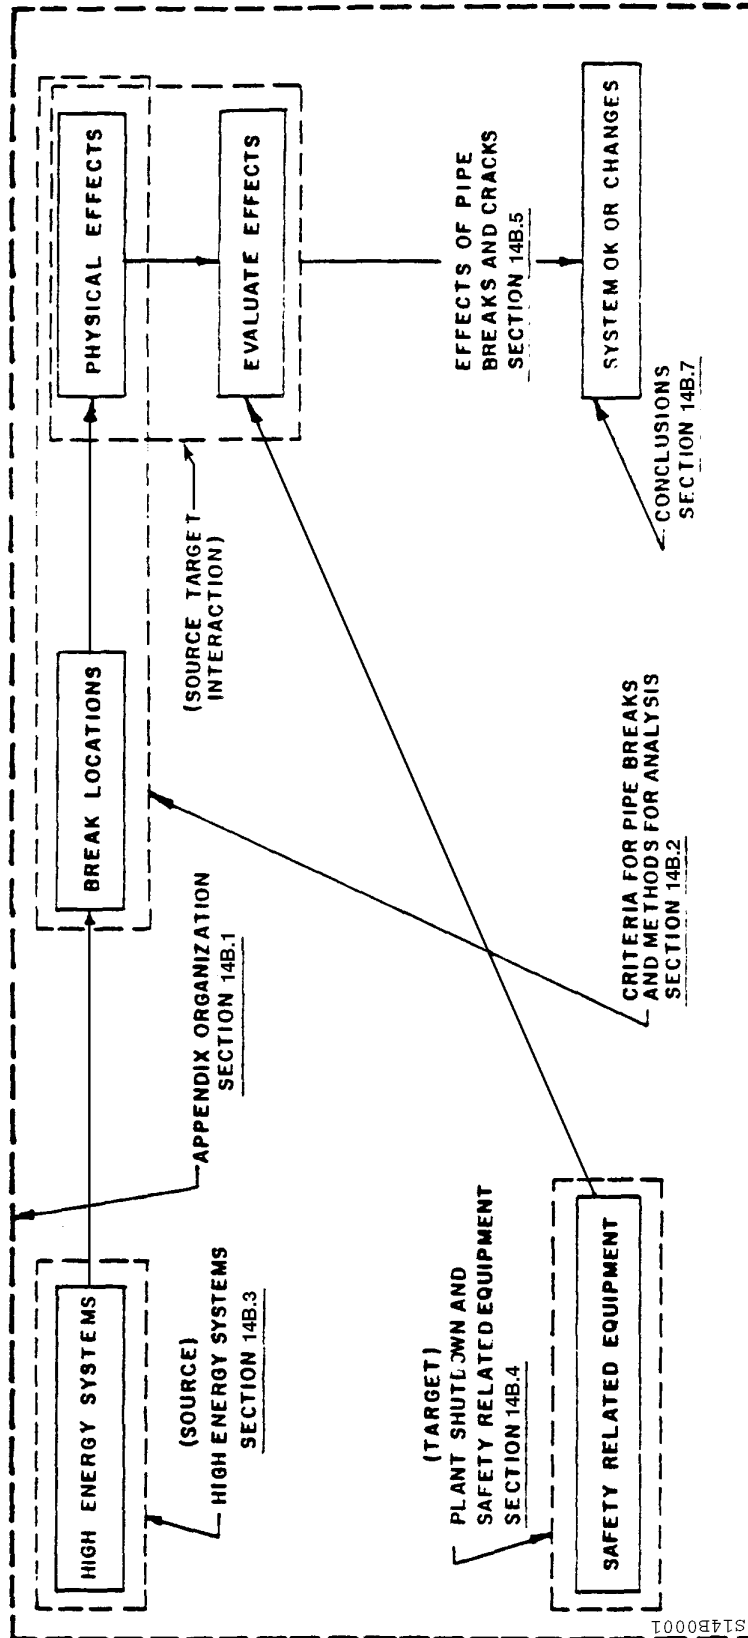 HIGH ENERGY SYSTEMS
BREAK LOCATIONS
PHYSICAL EFFECTS
APPENDIX ORGANIZATION
SECTION 14B.1
(SOURCE)
HIGH ENERGY SYSTEMS
SECTION 14B.3
(SOURCE TARGET
INTERACTION)
EVALUATE EFFECTS
(TARGET)
PLANT SHUTDOWN AND
SAFETY RELATED EQUIPMENT
SECTION 14B.4
EFFECTS OF PIPE
BREAKS AND CRACKS
SECTION 14B.5
SAFETY RELATED EQUIPMENT
CRITERIA FOR PIPE BREAKS
AND METHODS FOR ANALYSIS
SECTION 14B.2
SYSTEM OK OR CHANGES
CONCLUSIONS
SECTION 14B.7
S14B0001